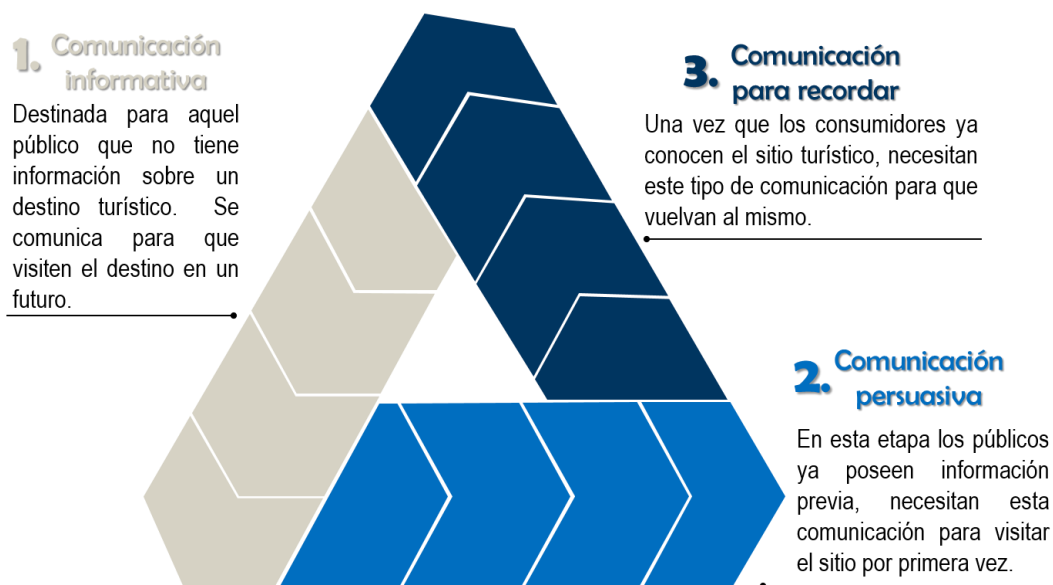 1. Comunicación
informativa
Destinada para aquel
público que no tiene
información sobre un
destino turístico. Se
comunica para que
visiten el destino en un
futuro.
3. Comunicación
para recordar
Una vez que los consumidores ya
conocen el sitio turístico, necesitan
este tipo de comunicación para que
vuelvan al mismo.
2. Comunicación
persuasiva
En esta etapa los públicos
ya poseen información
previa, necesitan esta
comunicación para visitar
el sitio por primera vez.